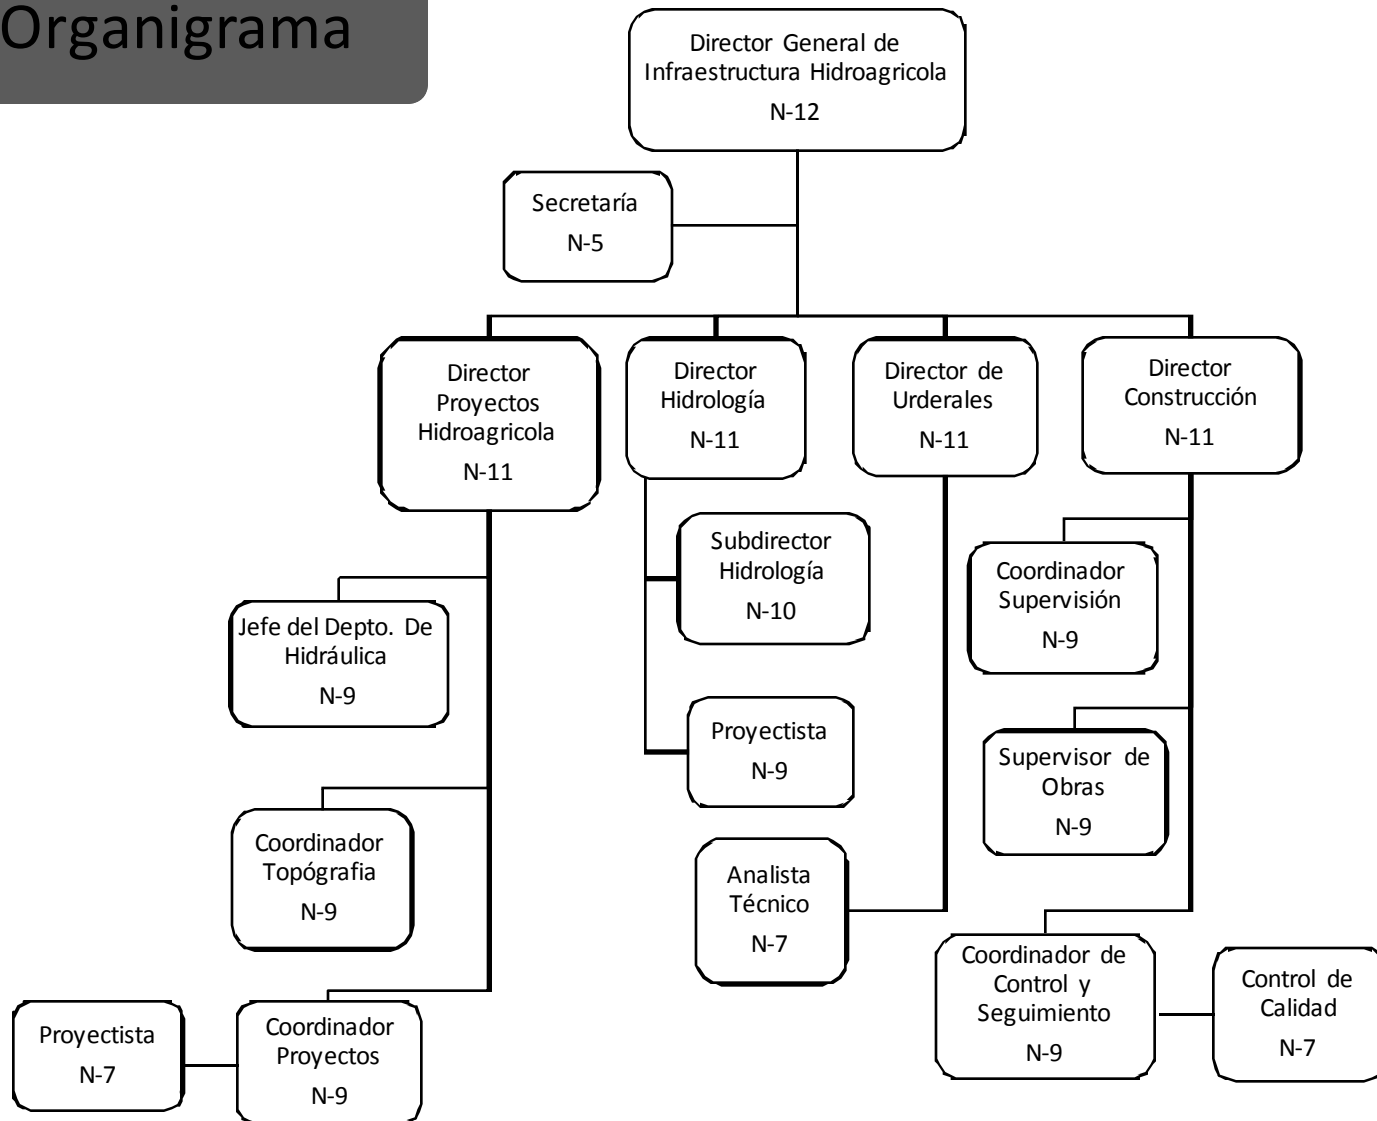 Organigrama
Director General de
Infraestructura Hidroagricola
N-12
Secretaría
N-5
Director
Proyectos
Hidroagricola
N-11
Director
Hidrología
N-11
Director de
Urderales
N-11
Director
Construcción
N-11
Subdirector
Hidrología
N-10
Coordinador
Supervisión
N-9
Jefe del Depto. De
Hidráulica
N-9
Proyectista
N-9
Supervisor de
Obras
N-9
Coordinador
Topógrafia
N-9
Analista
Técnico
N-7
Coordinador de
Control y
Seguimiento
N-9
Control de
Calidad
N-7
Proyectista
N-7
Coordinador
Proyectos
N-9